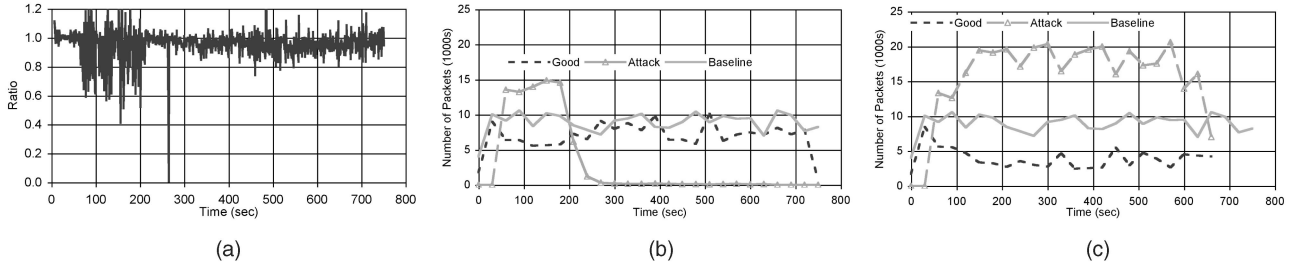 1.2
1.0
0.8
0.6
0.4
0.2
0.0
Ratio
0 100 200 300 400 500 600 700 800
Time (sec)
(a)
25
20
15
10
5
0
Number of Packets (1000s)
Good Attack Baseline
0 100 200 300 400 500 600 700 800
Time (sec)
(b)
25
20
15
10
5
0
Number of Packets (1000s)
Good Attack Baseline
0 100 200 300 400 500 600 700 800
Time (sec)
(c)